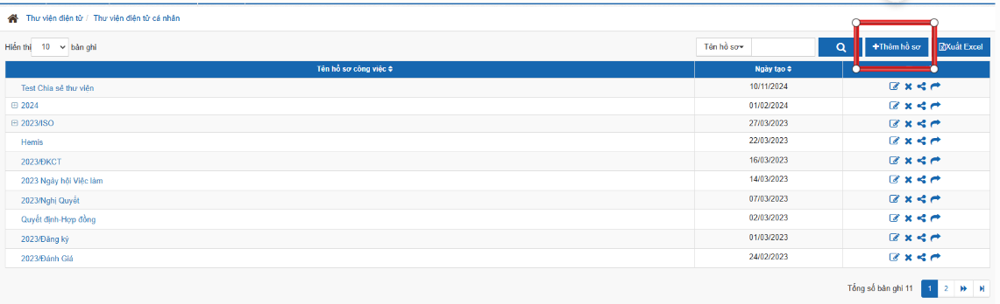 Thư viện điện tử / Thư viện điện tử cá nhân
Hiển thị 10 bản ghi Tên hồ sơ +Thêm hồ sơ Xuất Excel
Tên hồ sơ công việc Ngày tạo
Test Chia sẻ thư viện 10/11/2024
2024 01/02/2024
2023/ISO 27/03/2023
Hemis 22/03/2023
2023/ĐKCT 16/03/2023
2023 Ngày hội Việc làm 14/03/2023
2023/Nghị Quyết 07/03/2023
Quyết định-Hợp đồng 02/03/2023
2023/Đăng ký 01/03/2023
2023/Đánh Giá 24/02/2023
Tổng số bản ghi 11 1 2